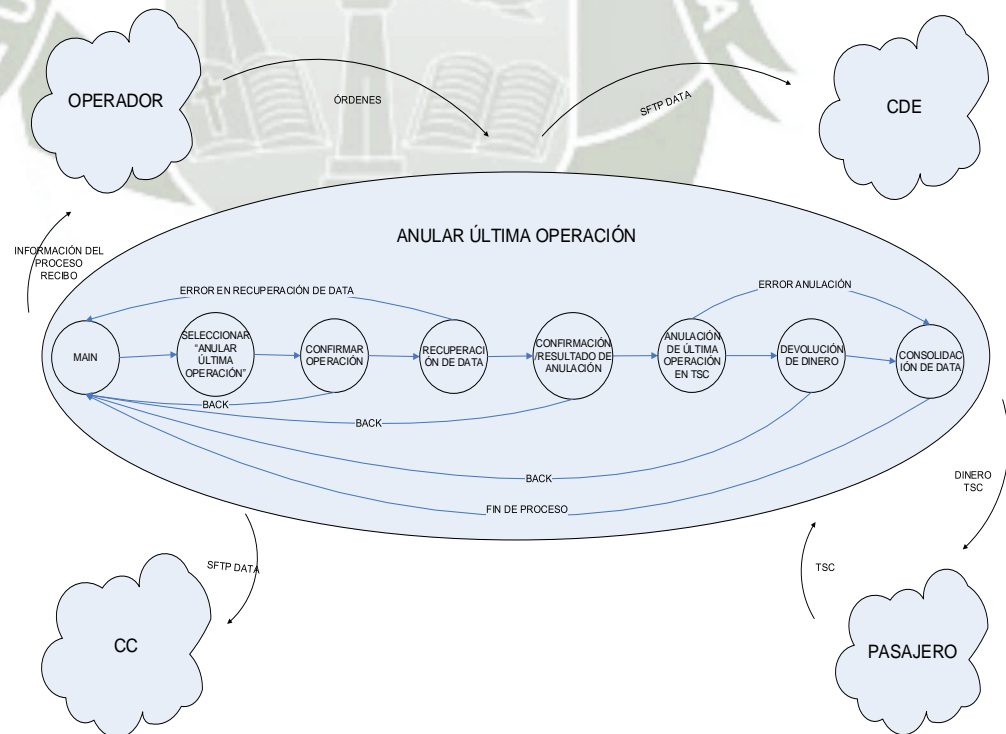 OPERADOR
ÓRDENES
SFTP DATA
CDE
INFORMACIÓN DEL
PROCESO
RECIBO
ANULAR ÚLTIMA OPERACIÓN
ERROR EN RECUPERACIÓN DE DATA
ERROR ANULACIÓN
MAIN
SELECCIONAR
"ANULAR
ÚLTIMA
OPERACIÓN"
CONFIRMAR
OPERACIÓN
RECUPERACI
ÓN DE DATA
CONFIRMACIÓN
/RESULTADO DE
ANULACIÓN
ANULACIÓN
DE ÚLTIMA
OPERACIÓN
EN TSC
DEVOLUCIÓN
DE DINERO
CONSOLIDAC
IÓN DE DATA
BACK
BACK
BACK
FIN DE PROCESO
DINERO
TSC
SFTP DATA
TSC
CC
PASAJERO